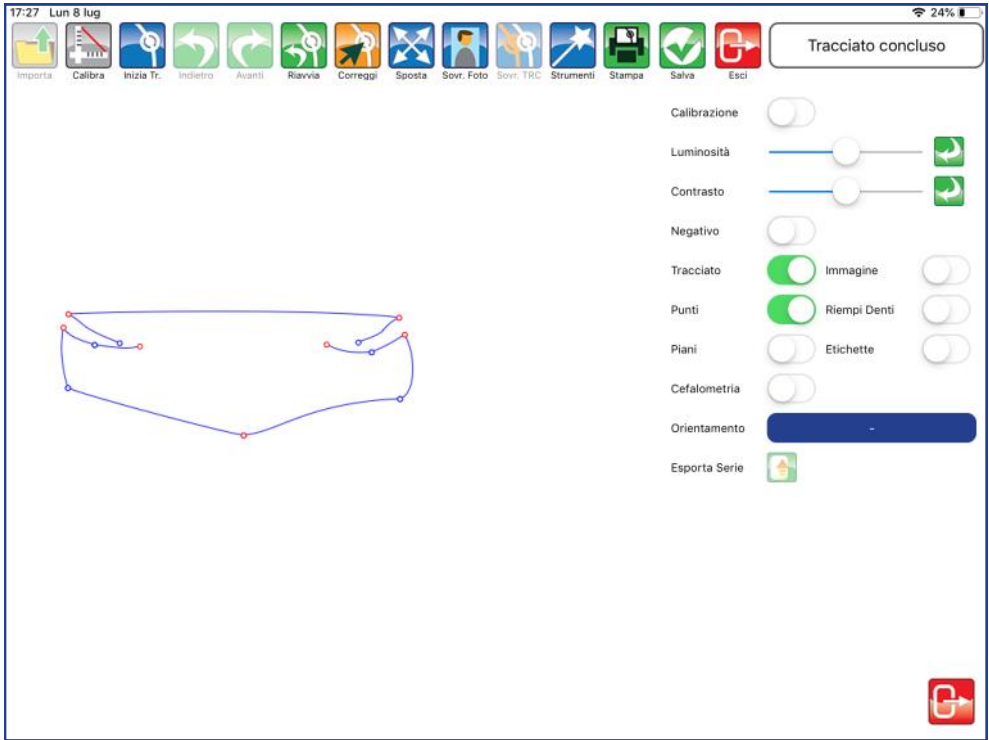 17:27 Lun 8 lug
24%
Importa Calibra Inizia Tr. Indietro Avanti Riavvia Correggi Sposta Sovr. Foto Sovr. TRC Strumenti Stampa Salva Esci
Tracciato concluso
Calibrazione
Luminosità
Contrasto
Negativo
Tracciato Immagine
Punti Riempi Denti
Piani Etichette
Cefalometria
Orientamento -
Esporta Serie